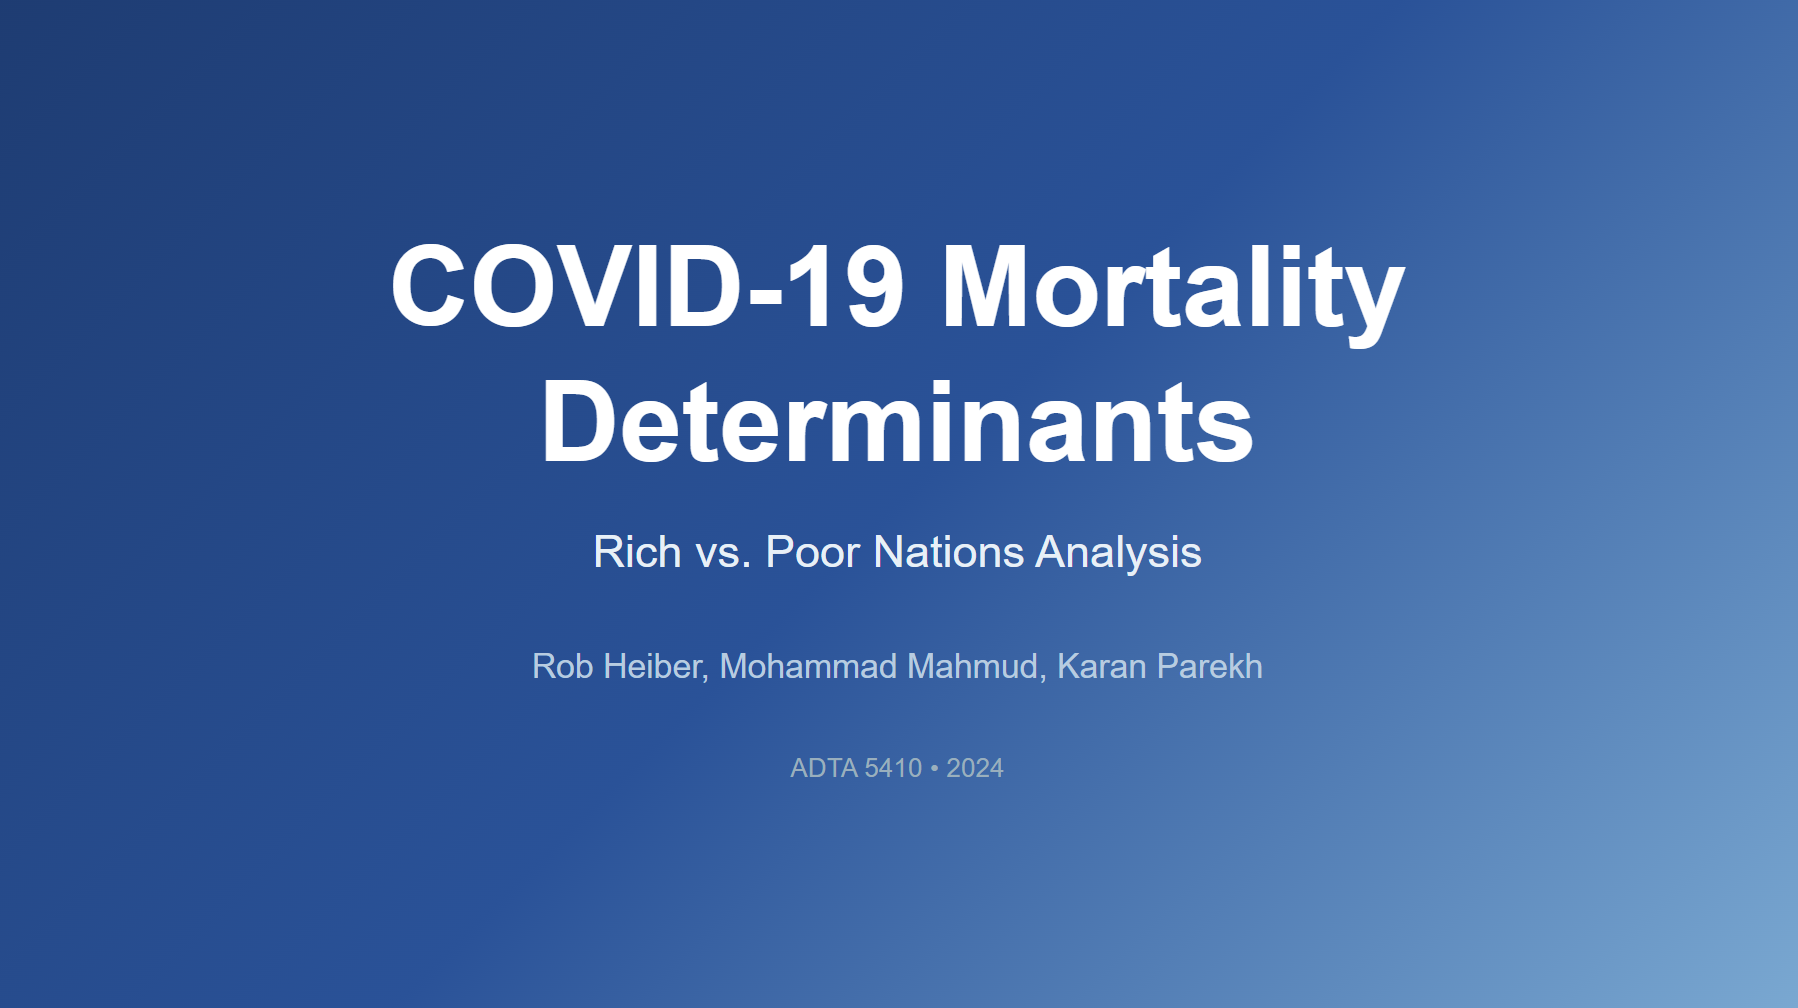 COVID-19 Mortality
Determinants
Rich vs. Poor Nations Analysis
Rob Heiber, Mohammad Mahmud, Karan Parekh
ADTA 5410 • 2024